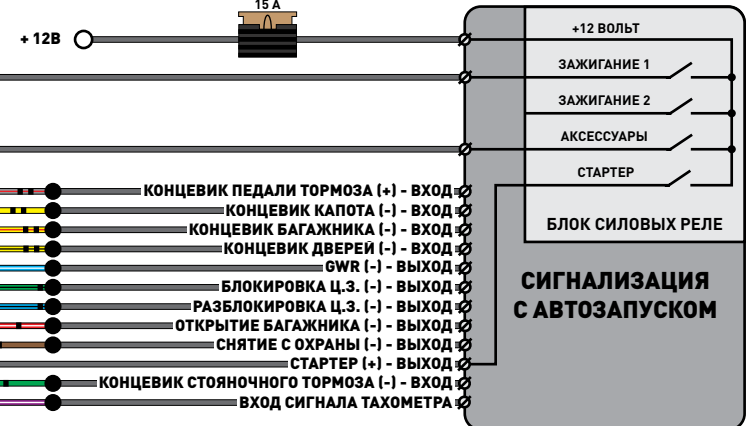 15 А
+ 12В
+12 ВОЛЬТ
ЗАЖИГАНИЕ 1
ЗАЖИГАНИЕ 2
АКСЕССУАРЫ
СТАРТЕР
БЛОК СИЛОВЫХ РЕЛЕ
СИГНАЛИЗАЦИЯ
С АВТОЗАПУСКОМ
КОНЦЕВИК ПЕДАЛИ ТОРМОЗА (+) - ВХОД
КОНЦЕВИК КАПОТА (-) - ВХОД
КОНЦЕВИК БАГАЖНИКА (-) - ВХОД
КОНЦЕВИК ДВЕРЕЙ (-) - ВХОД
GWR (-) - ВЫХОД
БЛОКИРОВКА Ц.З. (-) - ВЫХОД
РАЗБЛОКИРОВКА Ц.З. (-) - ВЫХОД
ОТКРЫТИЕ БАГАЖНИКА (-) - ВЫХОД
СНЯТИЕ С ОХРАНЫ (-) - ВЫХОД
СТАРТЕР (+) - ВЫХОД
КОНЦЕВИК СТОЯНОЧНОГО ТОРМОЗА (-) - ВХОД
ВХОД СИГНАЛА ТАХОМЕТРА